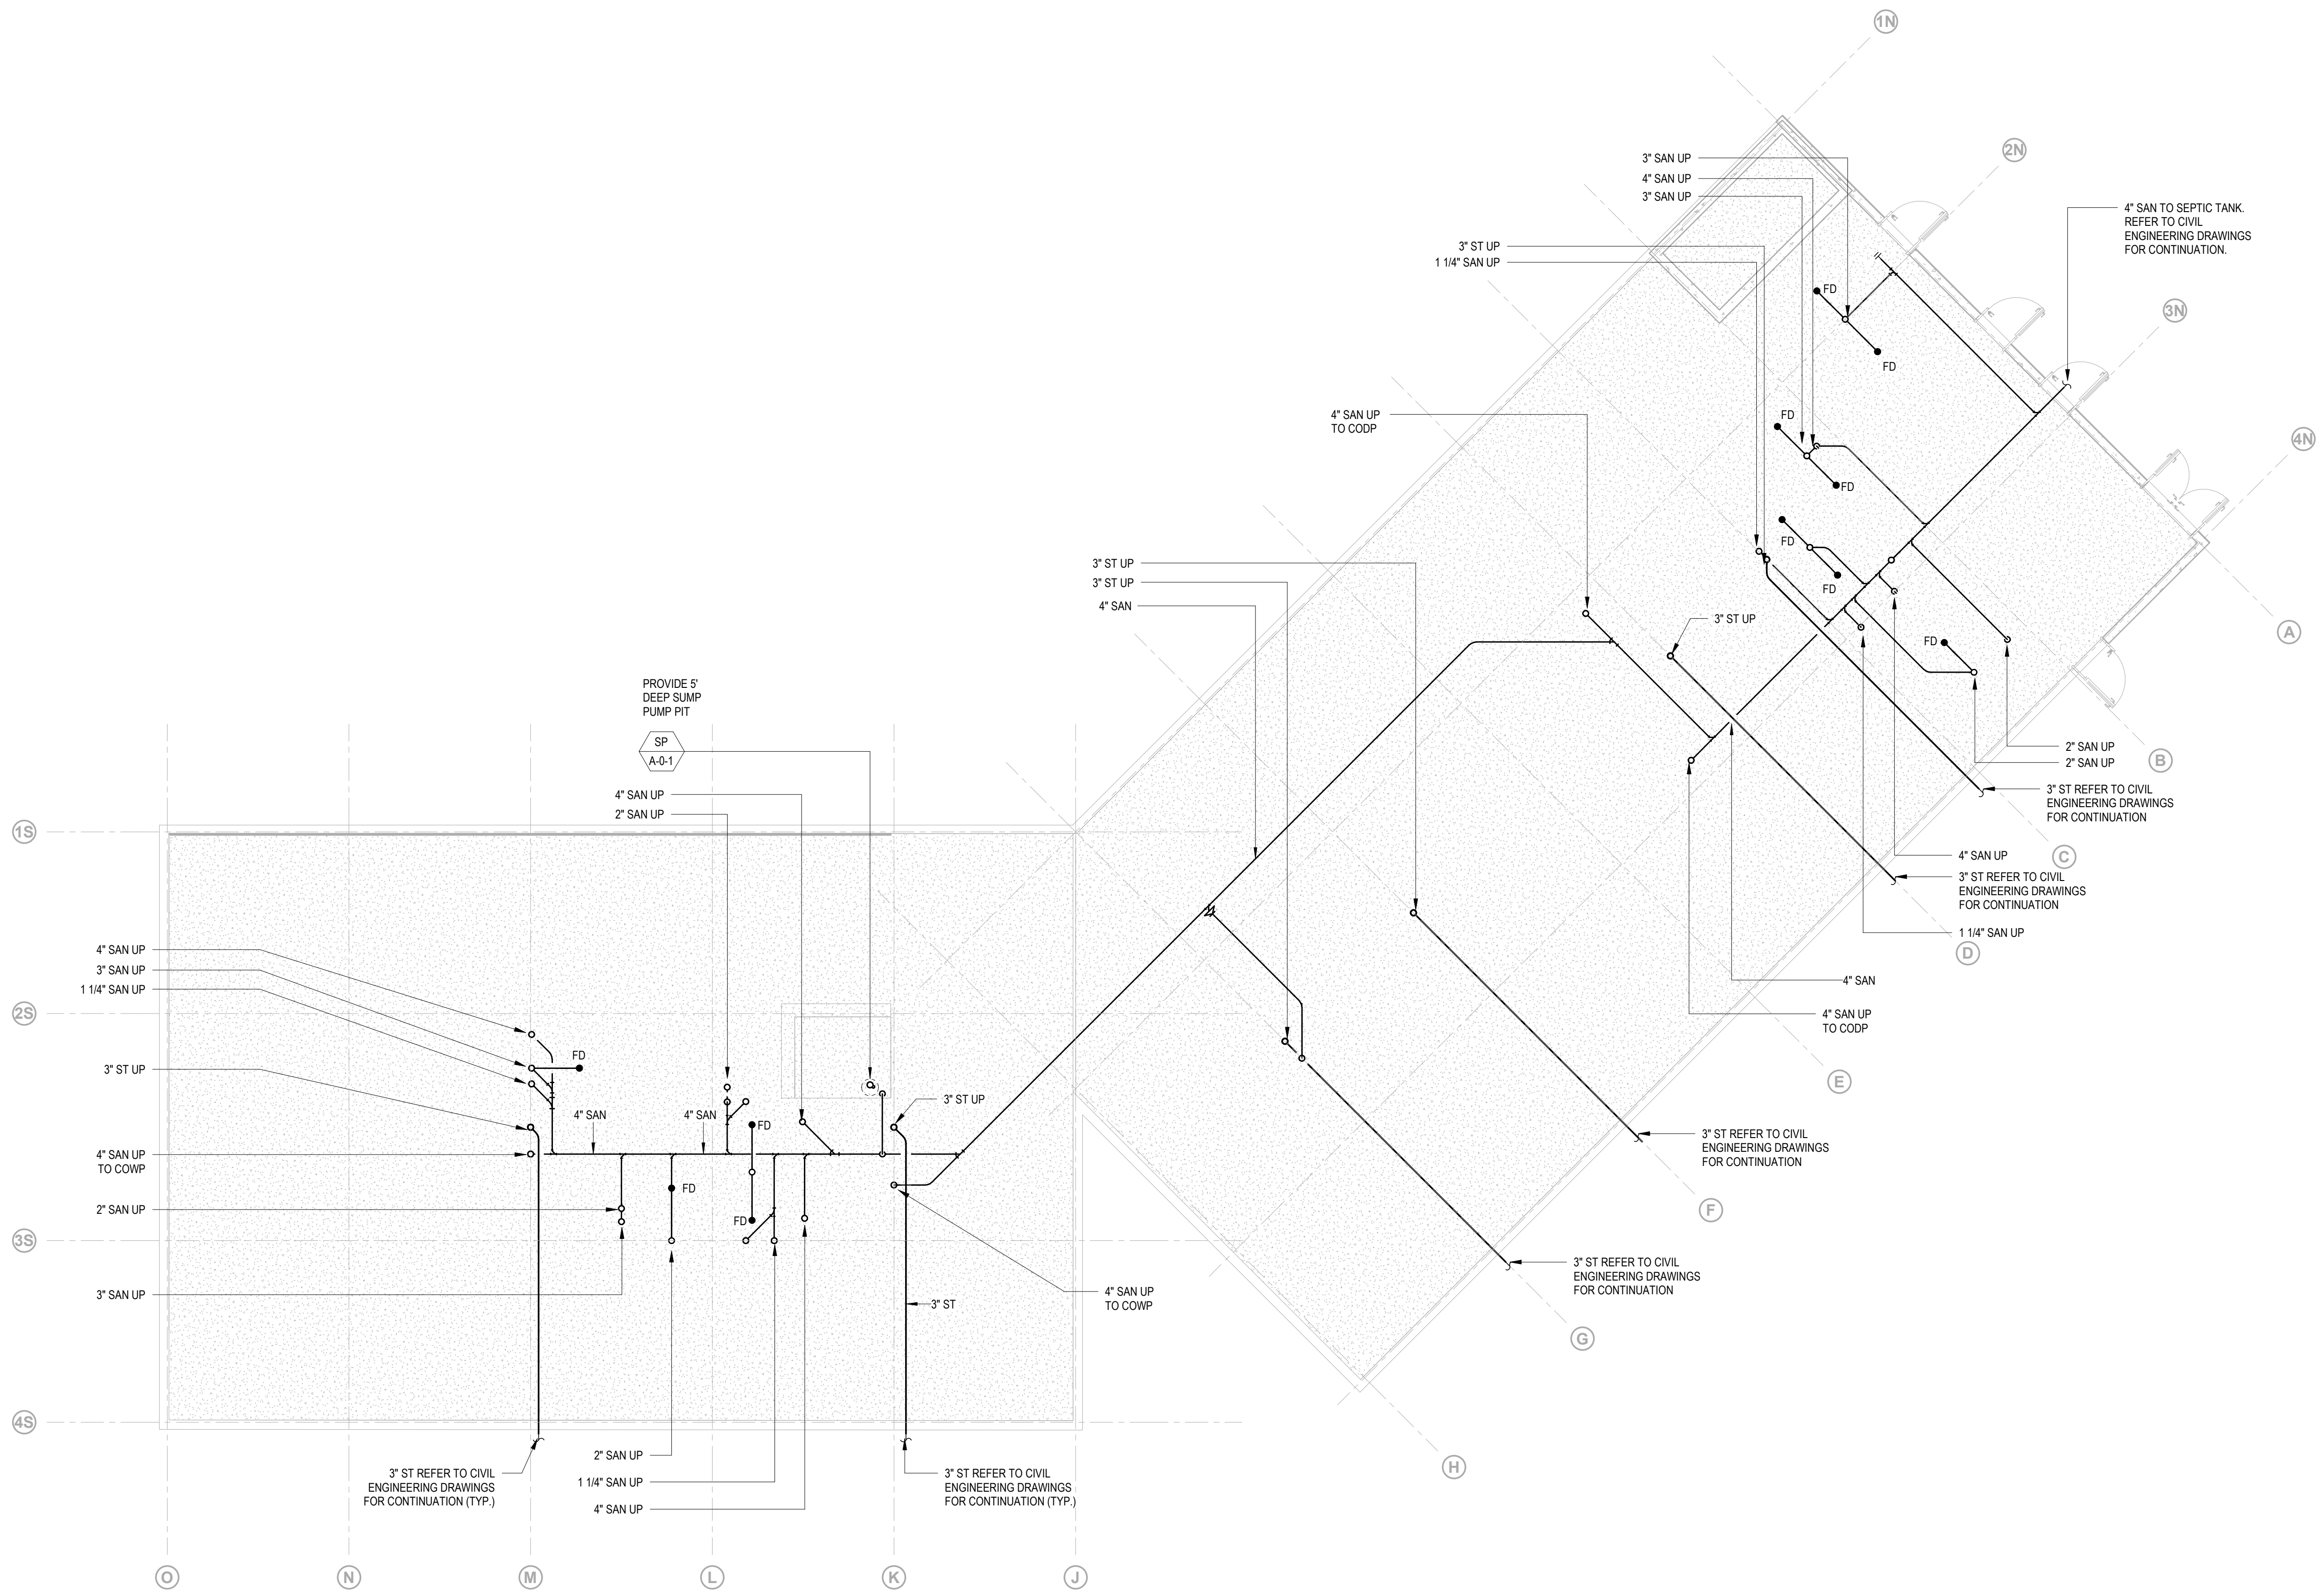 1N
2N
3" SAN UP
4" SAN UP
3" SAN UP
4" SAN TO SEPTIC TANK.
REFER TO CIVIL
ENGINEERING DRAWINGS
FOR CONTINUATION.
3" ST UP
1 1/4" SAN UP
FD
FD
3N
4" SAN UP
TO CODP
FD
FD
4N
FD
FD
3" ST UP
3" ST UP
4" SAN
3" ST UP
FD
A
PROVIDE 5'
DEEP SUMP
PUMP PIT
SP
A-0-1
2" SAN UP
2" SAN UP
B
3" ST REFER TO CIVIL
ENGINEERING DRAWINGS
FOR CONTINUATION
4" SAN UP
2" SAN UP
1S
4" SAN UP
C
3" ST REFER TO CIVIL
ENGINEERING DRAWINGS
FOR CONTINUATION
1 1/4" SAN UP
D
4" SAN UP
3" SAN UP
1 1/4" SAN UP
4" SAN
2S
4" SAN UP
TO CODP
FD
3" ST UP
E
3" ST UP
4" SAN
4" SAN
FD
3" ST REFER TO CIVIL
ENGINEERING DRAWINGS
FOR CONTINUATION
4" SAN UP
TO COWP
FD
2" SAN UP
FD
F
3S
3" ST REFER TO CIVIL
ENGINEERING DRAWINGS
FOR CONTINUATION
3" SAN UP
3" ST
4" SAN UP
TO COWP
G
4S
2" SAN UP
1 1/4" SAN UP
4" SAN UP
3" ST REFER TO CIVIL
ENGINEERING DRAWINGS
FOR CONTINUATION (TYP.)
3" ST REFER TO CIVIL
ENGINEERING DRAWINGS
FOR CONTINUATION (TYP.)
H
O
N
M
L
K
J